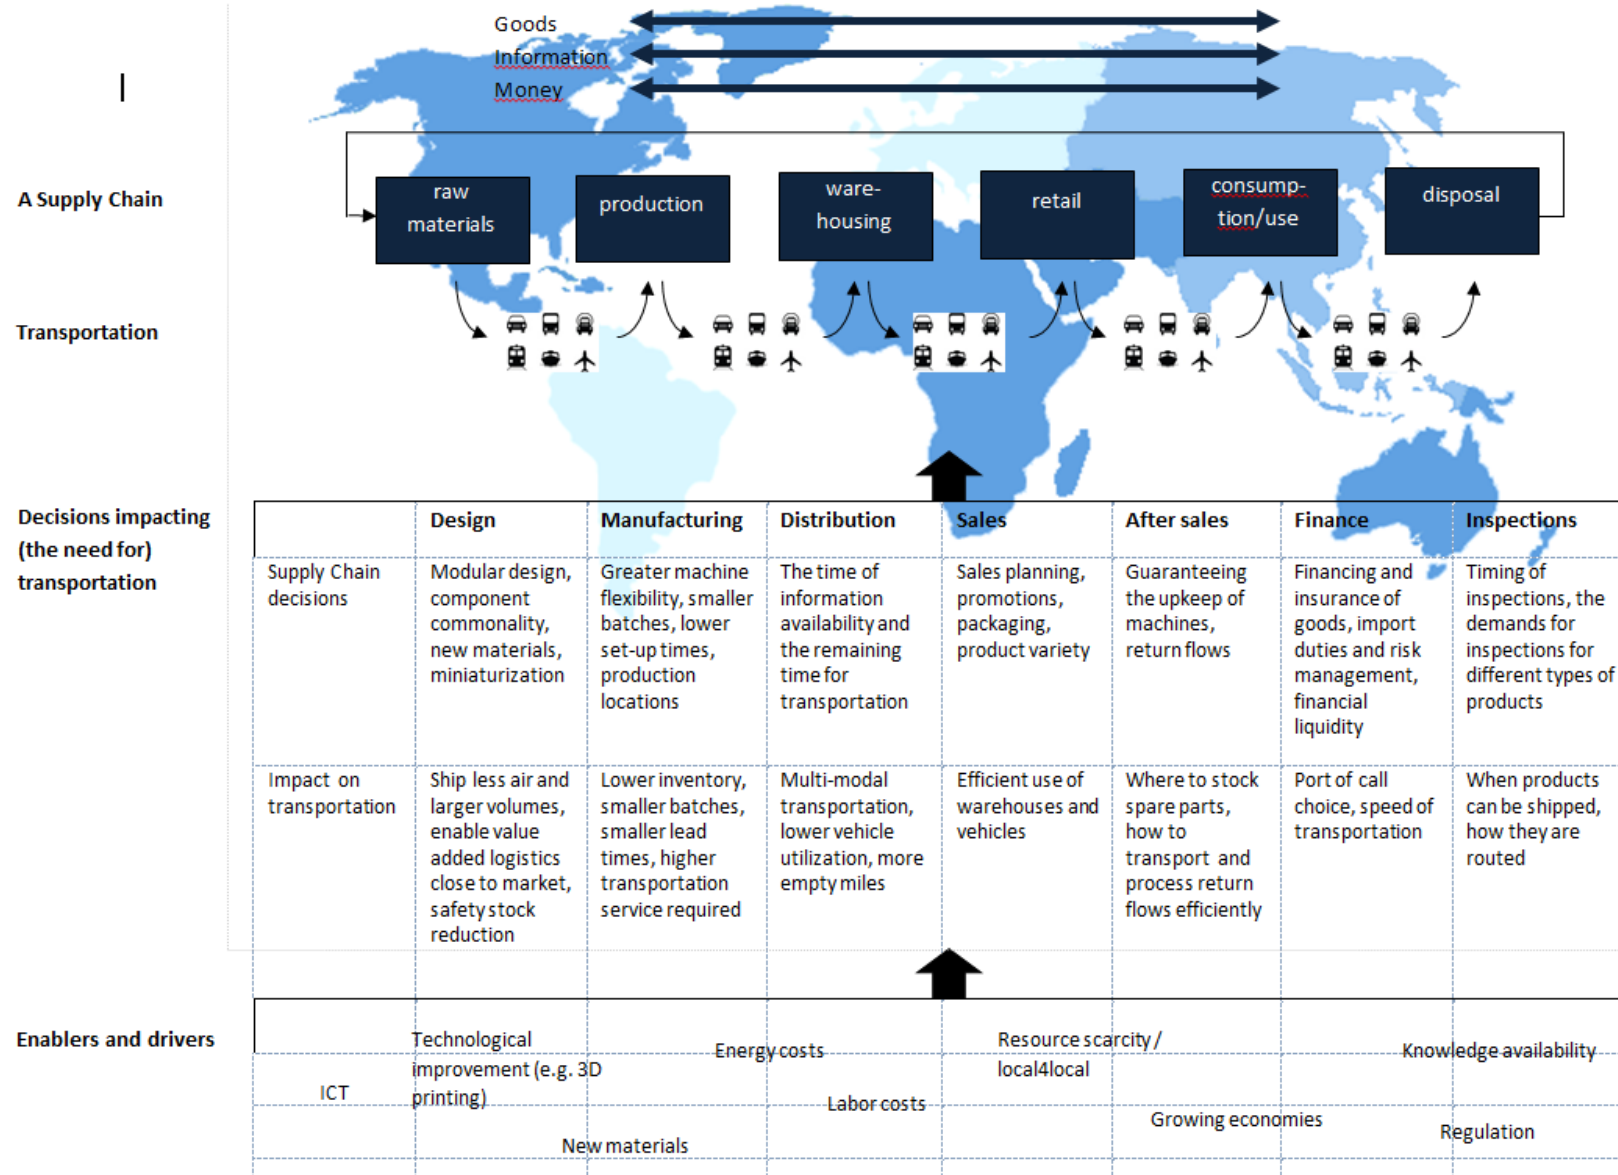 Goods
Information
Money
A Supply Chain
raw
materials
production
ware-
housing
retail
consump-
tion/use
disposal
Transportation
Decisions impacting
(the need for)
transportation
Design
Manufacturing
Distribution
Sales
After sales
Finance
Inspections
Supply Chain
decisions
Modular design,
component
commonality,
new materials,
miniaturization
Greater machine
flexibility, smaller
batches, lower
set-up times,
production
locations
The time of
information
availability and
the remaining
time for
transportation
Sales planning,
promotions,
packaging,
product variety
Guaranteeing
the upkeep of
machines,
return flows
Financing and
insurance of
goods, import
duties and risk
management,
financial
liquidity
Timing of
inspections, the
demands for
inspections for
different types of
products
Impact on
transportation
Ship less air and
larger volumes,
enable value
added logistics
close to market,
safety stock
reduction
Lower inventory,
smaller batches,
smaller lead
times, higher
transportation
service required
Multi-modal
transportation,
lower vehicle
utilization, more
empty miles
Efficient use of
warehouses and
vehicles
Where to stock
spare parts,
how to
transport and
process return
flows efficiently
Port of call
choice, speed of
transportation
When products
can be shipped,
how they are
routed
Enablers and drivers
ICT
Technological
improvement (e.g. 3D
printing)
New materials
Energy costs
Labor costs
Resource scarcity/
local4local
Growing economies
Knowledge availability
Regulation